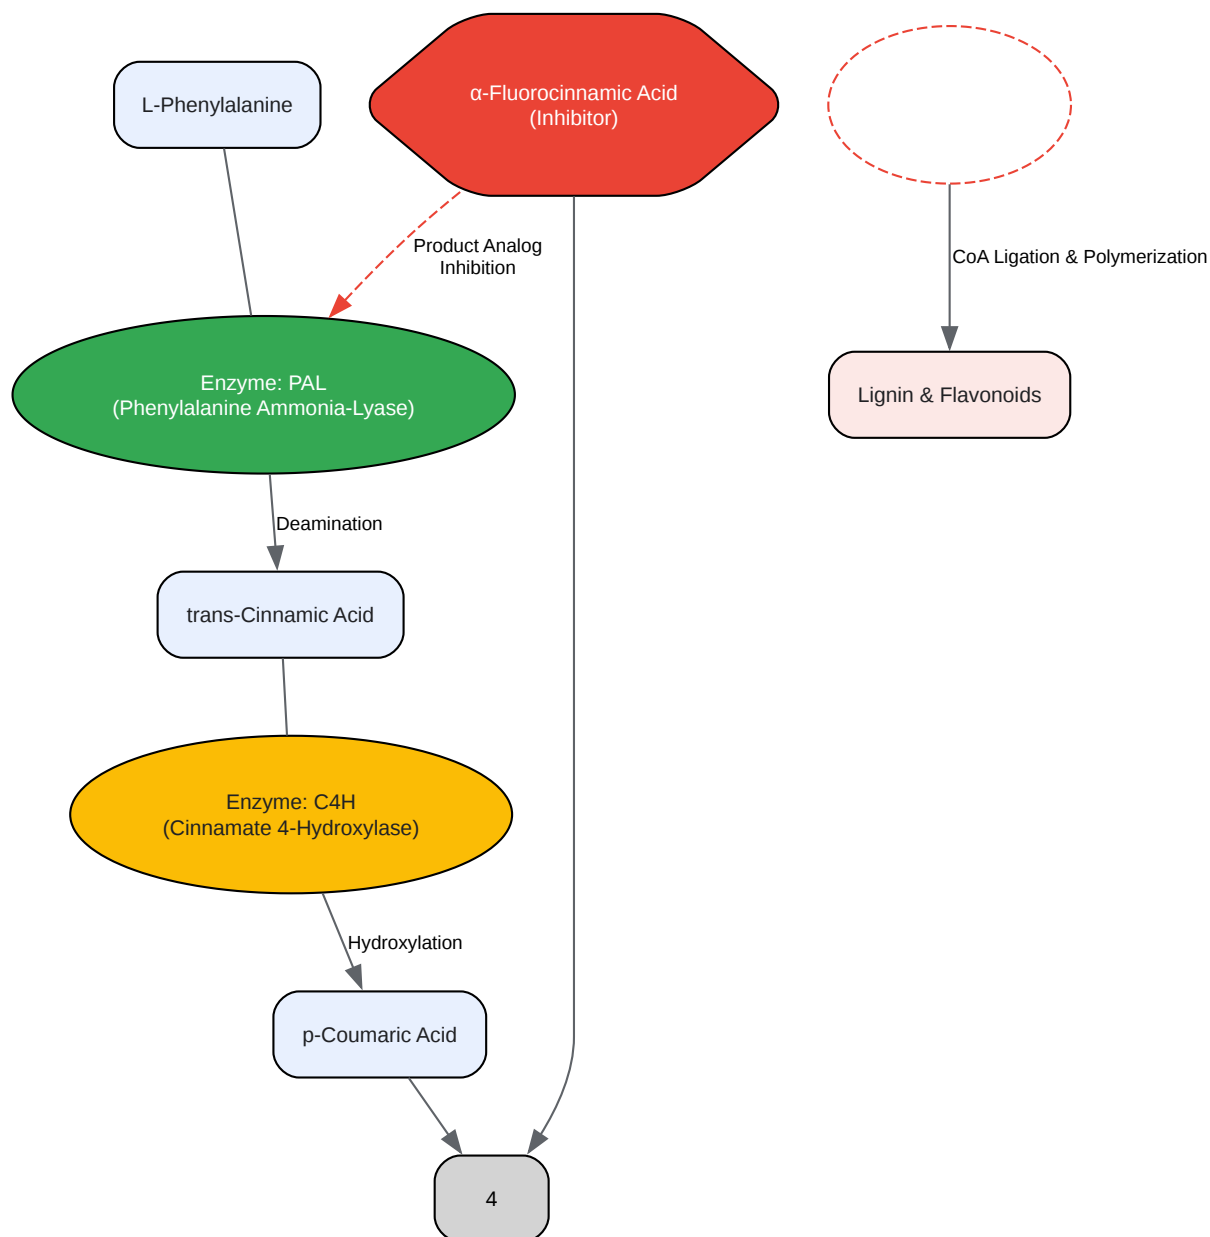 L-Phenylalanine
α-Fluorocinnamic Acid
(Inhibitor)
Product Analog
Inhibition
CoA Ligation & Polymerization
Enzyme: PAL
(Phenylalanine Ammonia-Lyase)
Lignin & Flavonoids
Deamination
trans-Cinnamic Acid
Enzyme: C4H
(Cinnamate 4-Hydroxylase)
Hydroxylation
p-Coumaric Acid
4